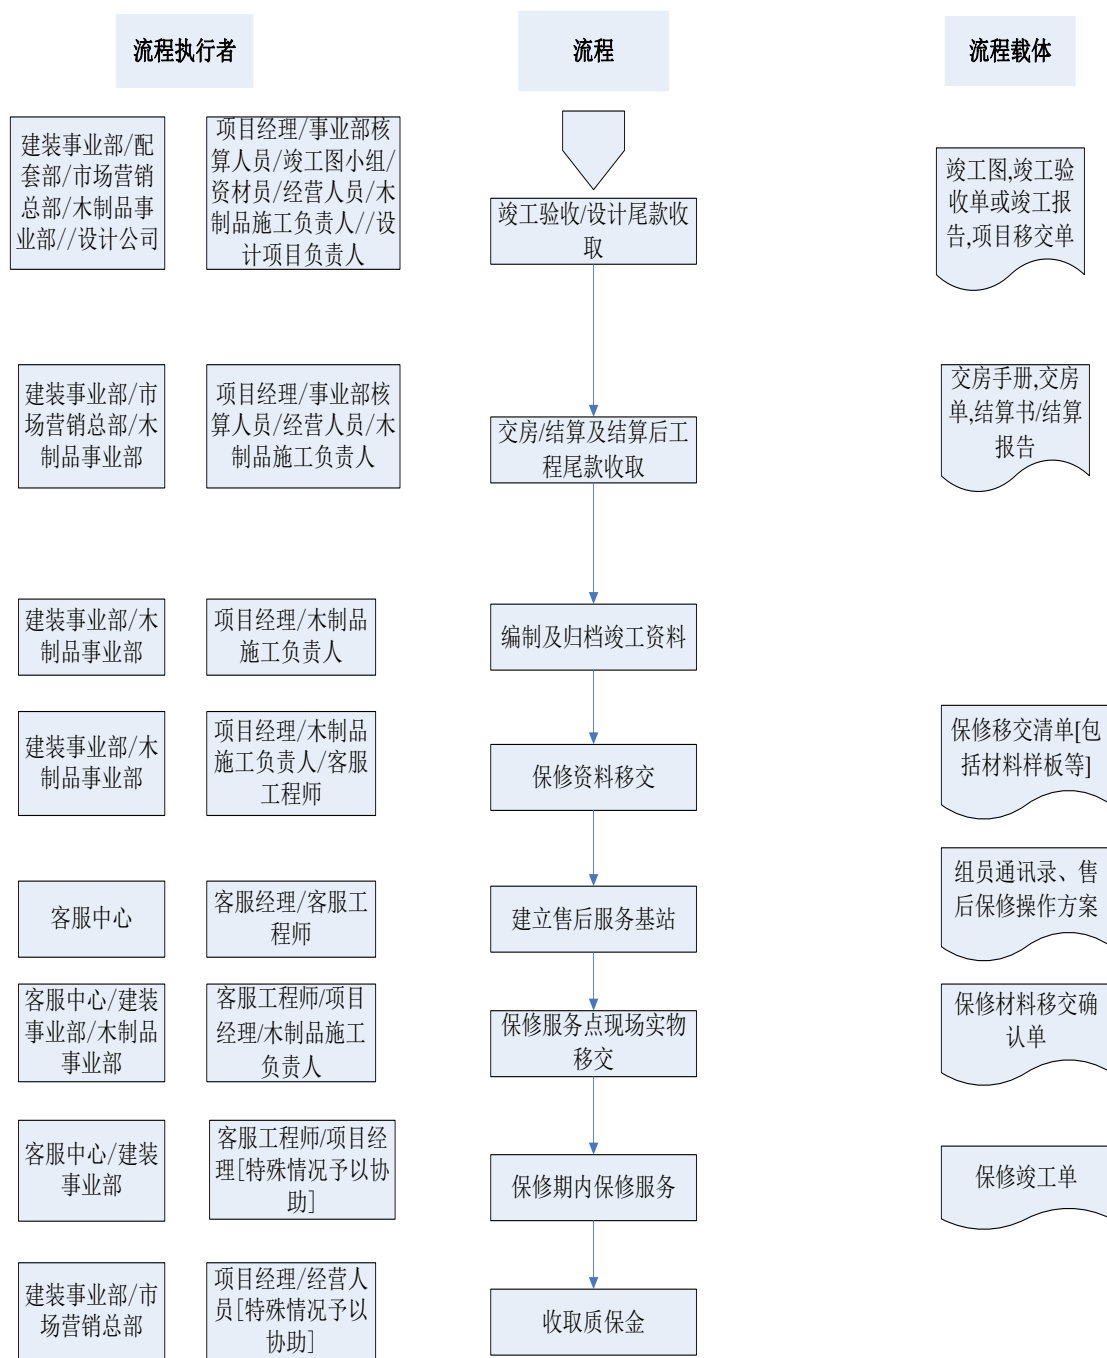 流程执行者
流程
流程载体
建装事业部/配
套部/市场营销
总部/木制品事
业部//设计公司
项目经理/事业部核
算人员/竣工图小组/
资材员/经营人员/木
制品施工负责人//设
计项目负责人
竣工验收/设计尾款收
取
竣工图,竣工验
收单或竣工报
告,项目移交单
建装事业部/市
场营销总部/木
制品事业部
项目经理/事业部核
算人员/经营人员/木
制品施工负责人
交房/结算及结算后工
程尾款收取
交房手册,交房
单,结算书/结算
报告
建装事业部/木
制品事业部
项目经理/木制品
施工负责人
编制及归档竣工资料
建装事业部/木
制品事业部
项目经理/木制品
施工负责人/客服
工程师
保修资料移交
保修移交清单[包
括材料样板等]
客服中心
客服经理/客服工
程师
建立售后服务基站
组员通讯录、售
后保修操作方案
客服中心/建装
事业部/木制品
事业部
客服工程师/项目
经理/木制品施工
负责人
保修服务点现场实物
移交
保修材料移交确
认单
客服中心/建装
事业部
客服工程师/项目经
理[特殊情况予以协
助]
保修期内保修服务
保修竣工单
建装事业部/市
场营销总部
项目经理/经营人
员[特殊情况予以
协助]
收取质保金